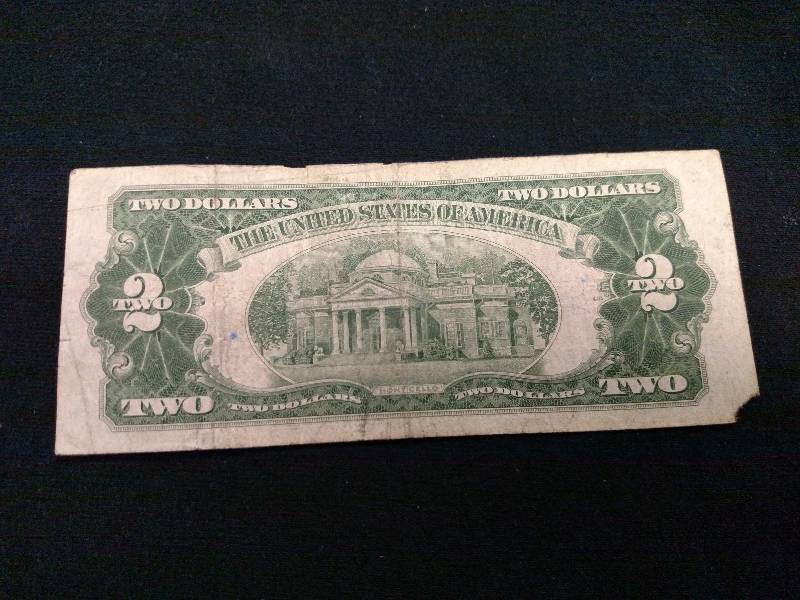 TWO DOLLARS TWO DOLLARS
THE UNITED STATES OF AMERICA
2 2
TWO TWO
MONTICELLO
TWO TWO DOLLARS TWO DOLLARS TWO